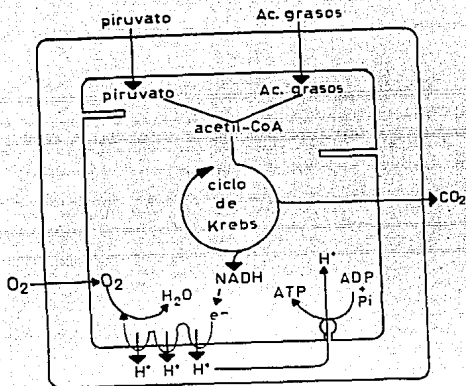 piruvato
Ac. grasos
piruvato
Ac. grasos
acetil-CoA
ciclo
de
Krebs
CO₂
O₂
O₂
H₂O
NADH
e-
H⁺
ATP
ADP
+
Pi
H⁺
H⁺
H⁺